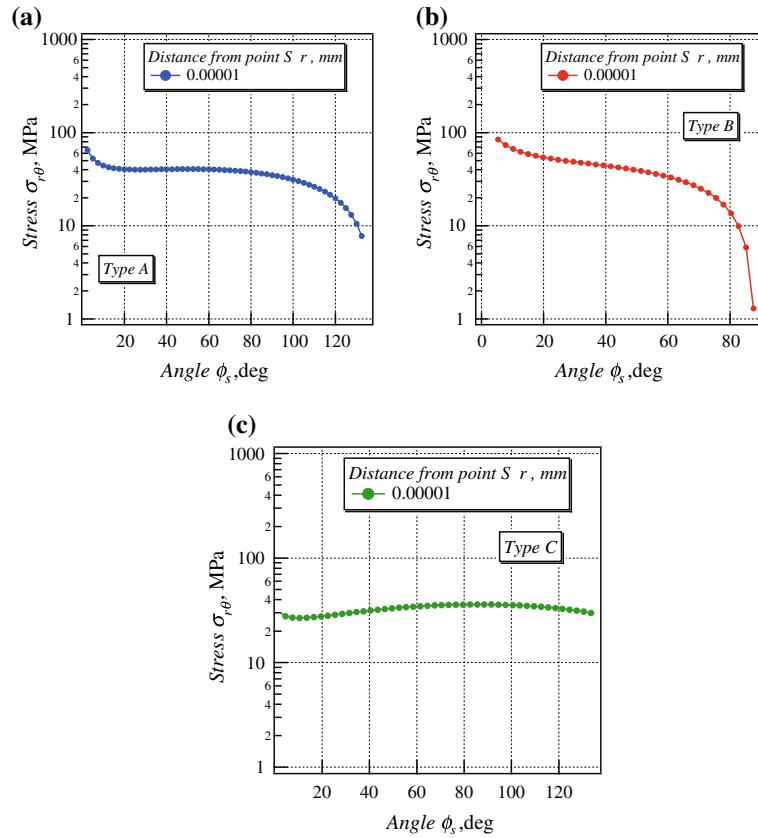 (a)
1000
6
4
2
100
6
4
2
10
6
4
2
1
Stress σrθ, MPa
Distance from point S r , mm
0.00001
Type A
20 40 60 80 100 120
Angle ϕs,deg
(b)
1000
6
4
2
100
6
4
2
10
6
4
2
1
Stress σrθ, MPa
Distance from point S r , mm
0.00001
Type B
0 20 40 60 80
Angle ϕs,deg
(c)
1000
6
4
2
100
6
4
2
10
6
4
2
1
Stress σrθ, MPa
Distance from point S r , mm
0.00001
Type C
20 40 60 80 100 120
Angle ϕs,deg